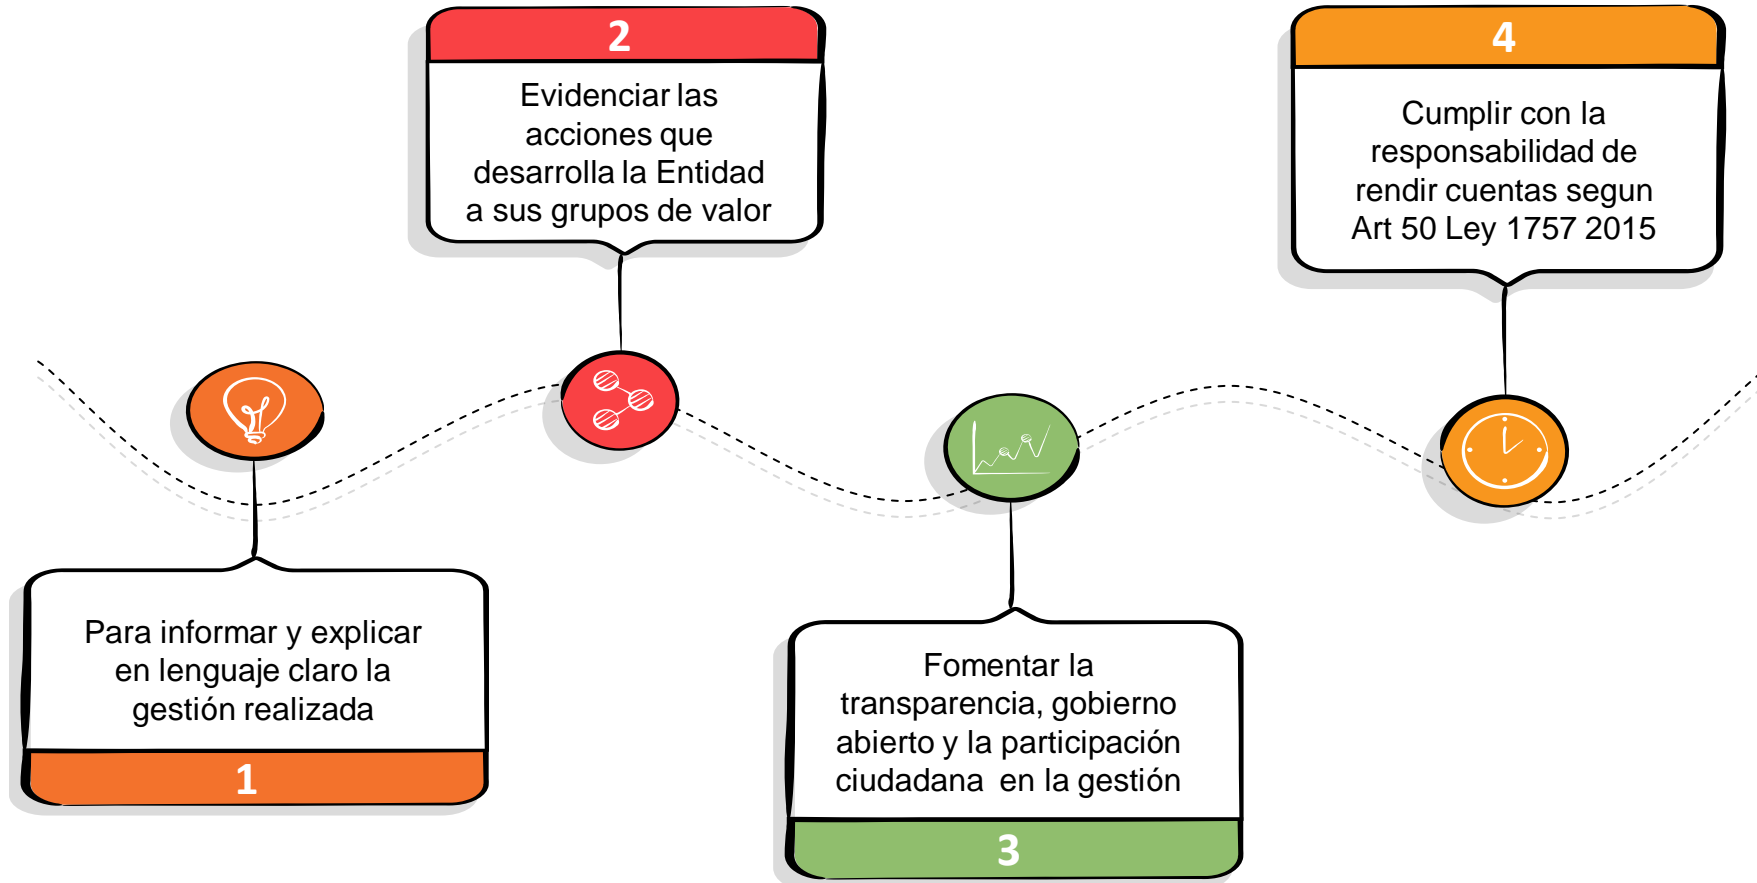 Para informar y explicar
en lenguaje claro la
gestión realizada
1
2
Evidenciar las
acciones que
desarrolla la Entidad
a sus grupos de valor
Fomentar la
transparencia, gobierno
abierto y la participación
ciudadana en la gestión
3
4
Cumplir con la
responsabilidad de
rendir cuentas segun
Art 50 Ley 1757 2015